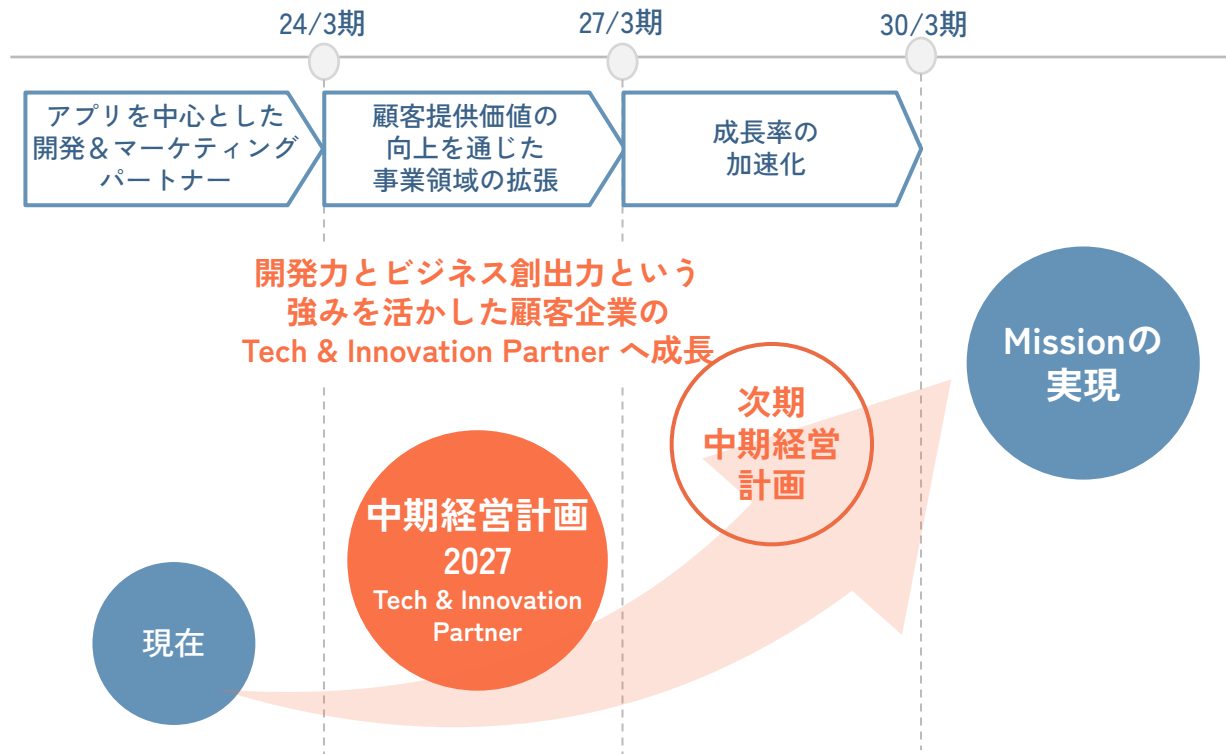 24/3期
27/3期
30/3期
アプリを中心とした
開発＆マーケティング
パートナー
顧客提供価値の
向上を通じた
事業領域の拡張
成長率の
加速化
開発力とビジネス創出力という
強みを活かした顧客企業の
Tech & Innovation Partner へ成長
Missionの
実現
次期
中期経営
計画
中期経営計画
2027
Tech & Innovation
Partner
現在